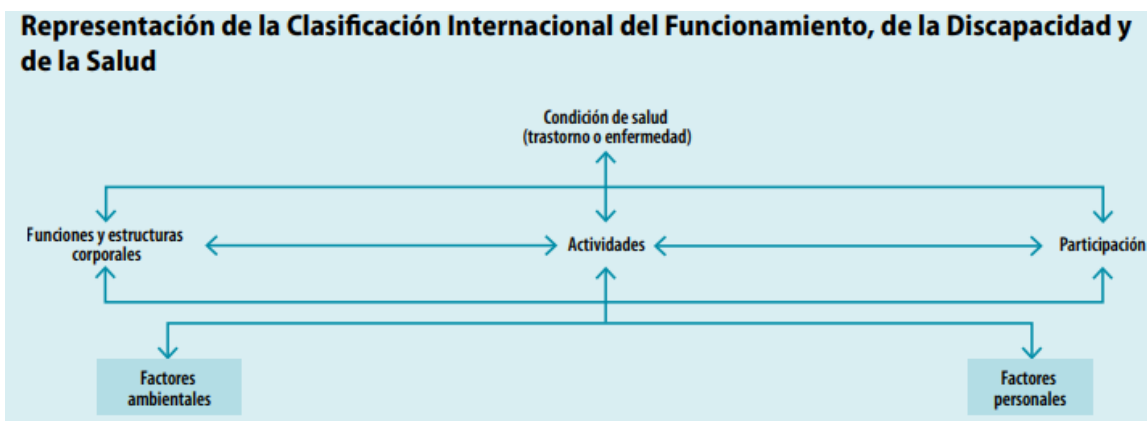 Representación de la Clasificación Internacional del Funcionamiento, de la Discapacidad y
de la Salud
Condición de salud
(trastorno o enfermedad)
Funciones y estructuras
corporales
Actividades
Participación
Factores
ambientales
Factores
personales